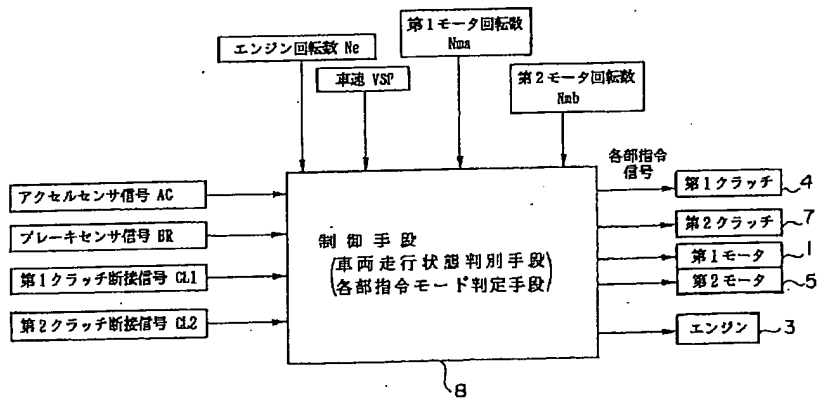 第1モータ回転数
Nma
エンジン回転数 Ne
車速 VSP
第2モータ回転数
Nmb
各部指令
信号
アクセルセンサ信号 AC
ブレーキセンサ信号 BR
第1クラッチ断接信号 CL1
第2クラッチ断接信号 CL2
制御手段
(車両走行状態判別手段
各部指令モード判定手段)
第1クラッチ 4
第2クラッチ 7
第1モータ 1
第2モータ 5
エンジン 3
8